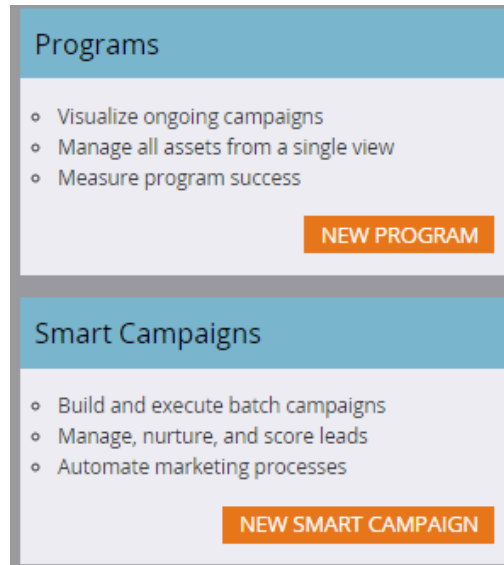 Programs
Visualize ongoing campaigns
Manage all assets from a single view
Measure program success
NEW PROGRAM
Smart Campaigns
Build and execute batch campaigns
Manage, nurture, and score leads
Automate marketing processes
NEW SMART CAMPAIGN